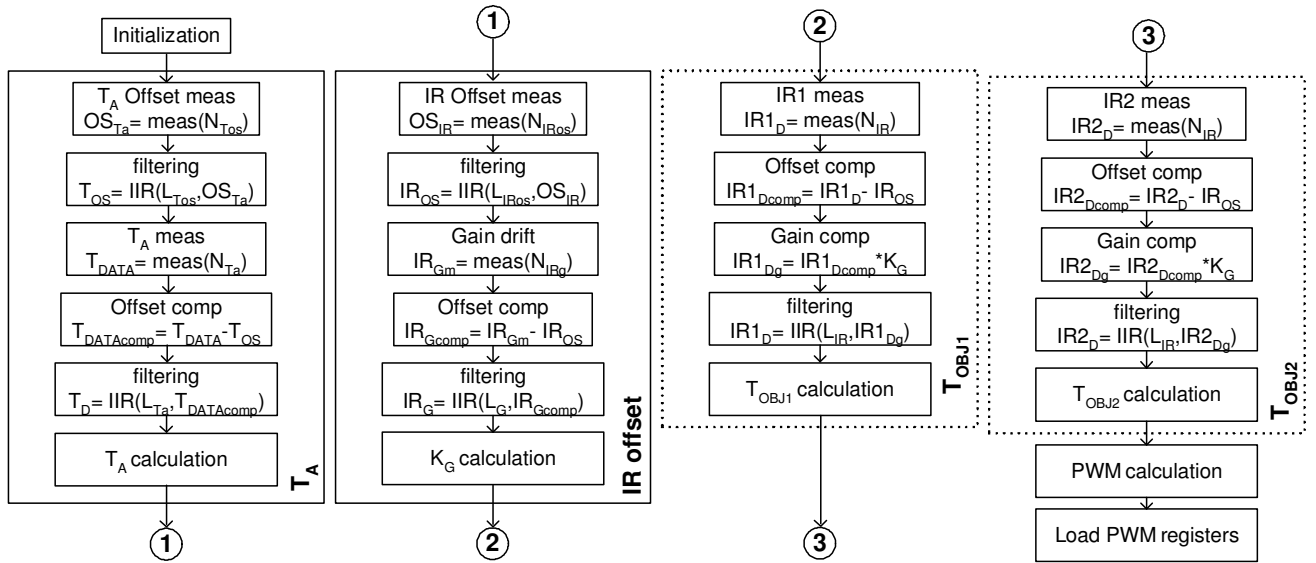 Initialization
T_A Offset meas
OS_Ta= meas(N_Tos)
filtering
T_OS= IIR(L_Tos,OS_Ta)
T_A meas
T_DATA= meas(N_Ta)
Offset comp
T_DATAcomp= T_DATA-T_OS
filtering
T_D= IIR(L_Ta,T_DATAcomp)
T_A calculation
T_A
1
1
IR Offset meas
OS_IR= meas(N_IRos)
filtering
IR_OS= IIR(L_IRos,OS_IR)
Gain drift
IR_Gm= meas(N_IRg)
Offset comp
IR_Gcomp= IR_Gm- IR_OS
filtering
IR_G= IIR(L_G,IR_Gcomp)
K_G calculation
IR offset
2
2
IR1 meas
IR1_D= meas(N_IR)
Offset comp
IR1_Dcomp= IR1_D- IR_OS
Gain comp
IR1_Dg= IR1_Dcomp*K_G
filtering
IR1_D= IIR(L_IR,IR1_Dg)
T_OBJ1 calculation
T_OBJ1
3
3
IR2 meas
IR2_D= meas(N_IR)
Offset comp
IR2_Dcomp= IR2_D- IR_OS
Gain comp
IR2_Dg= IR2_Dcomp*K_G
filtering
IR2_D= IIR(L_IR,IR2_Dg)
T_OBJ2 calculation
T_OBJ2
PWM calculation
Load PWM registers